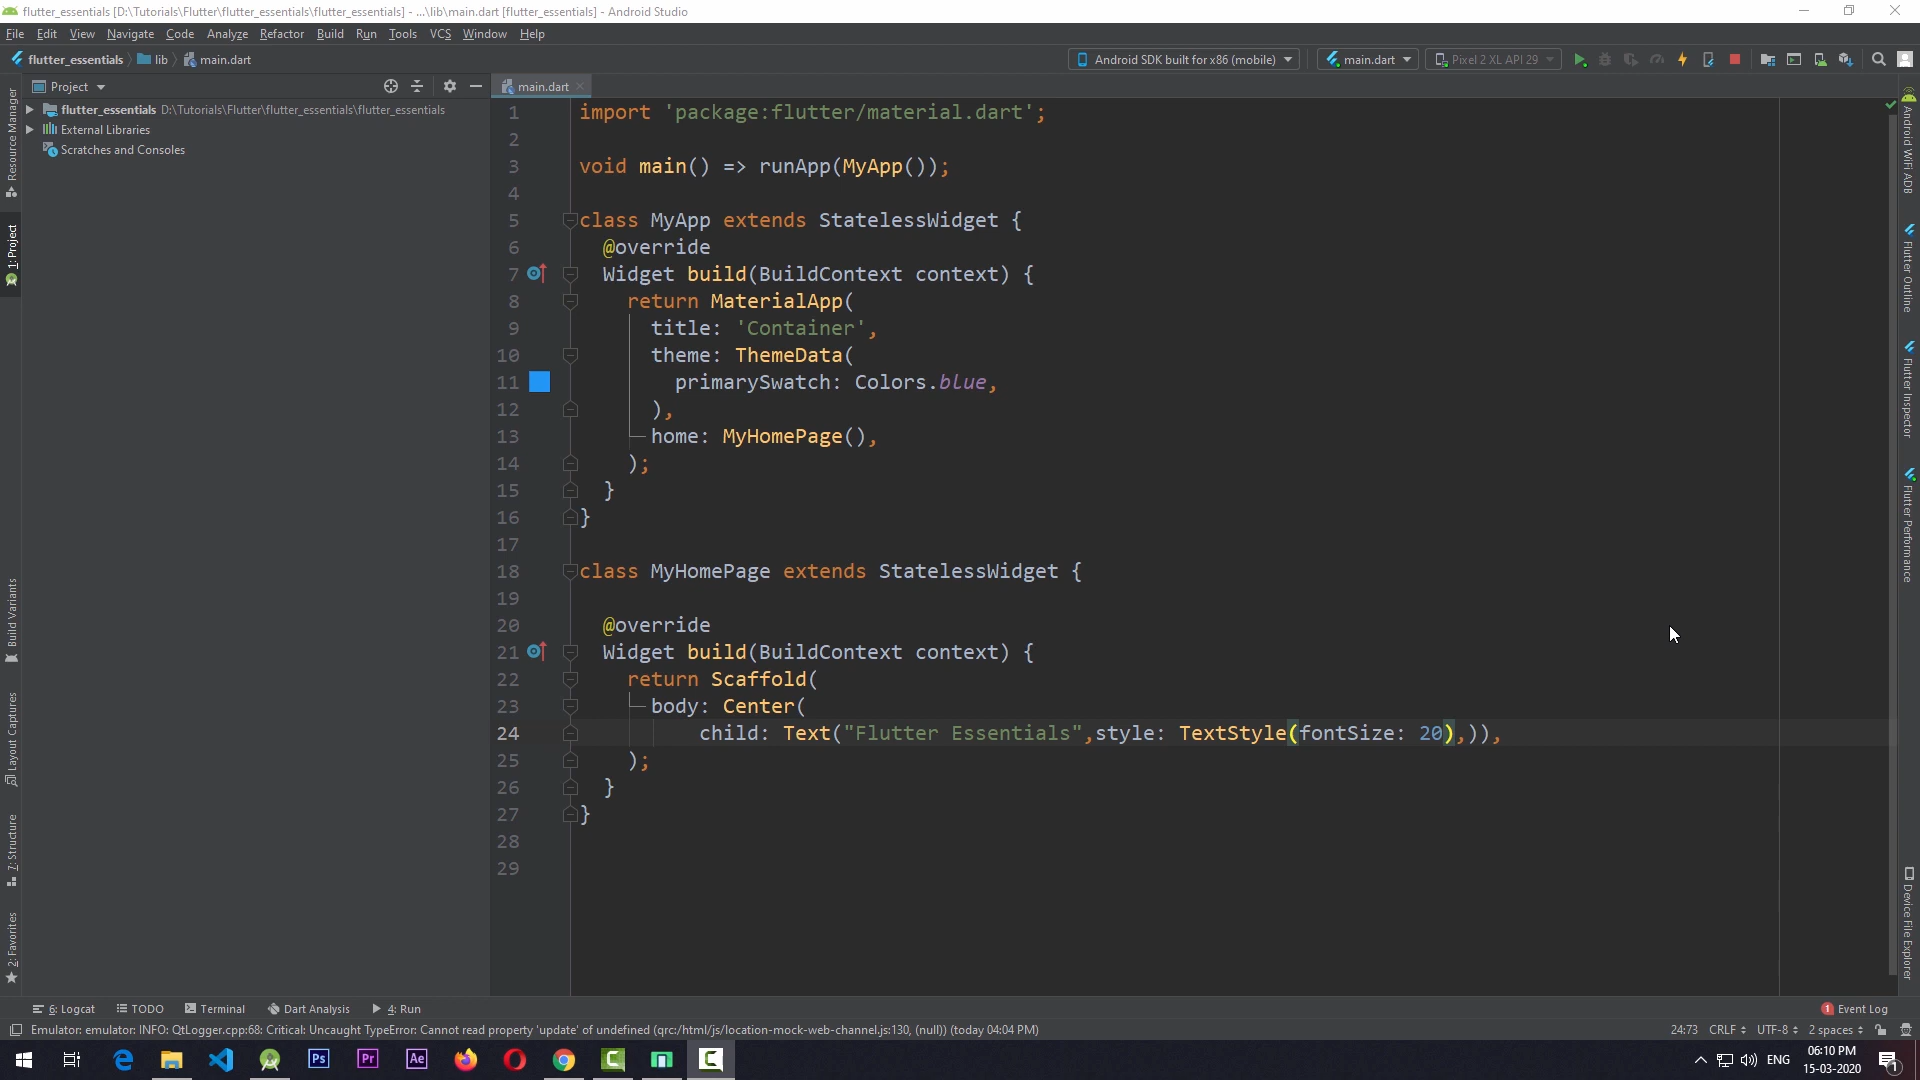 flutter_essentials [D:\Tutorials\Flutter\flutter_essentials\flutter_essentials] - ...\lib\main.dart [flutter_essentials] - Android Studio
File Edit View Navigate Code Analyze Refactor Build Run Tools VCS Window Help
flutter_essentials lib main.dart
Android SDK built for x86 (mobile) main.dart Pixel 2 XL API 29
Project
main.dart
flutter_essentials D:\Tutorials\Flutter\flutter_essentials\flutter_essentials
External Libraries
Scratches and Consoles
Resource Manager
1: Project
Build Variants
Layout Captures
7: Structure
2: Favorites
1 import 'package:flutter/material.dart';
2
3 void main() => runApp(MyApp());
4
5 class MyApp extends StatelessWidget {
6 @override
7 Widget build(BuildContext context) {
8 return MaterialApp(
9 title: 'Container',
10 theme: ThemeData(
11 primarySwatch: Colors.blue,
12 ),
13 home: MyHomePage(),
14 );
15 }
16 }
17
18 class MyHomePage extends StatelessWidget {
19
20 @override
21 Widget build(BuildContext context) {
22 return Scaffold(
23 body: Center(
24 child: Text("Flutter Essentials",style: TextStyle(fontSize: 20),)),
25 );
26 }
27 }
28
29
Android WiFi ADB
Flutter Outline
Flutter Inspector
Flutter Performance
Device File Explorer
6: Logcat TODO Terminal Dart Analysis 4: Run 1 Event Log
Emulator: emulator: INFO: QtLogger.cpp:68: Critical: Uncaught TypeError: Cannot read property 'update' of undefined (qrc:/html/js/location-mock-web-channel.js:130, (null)) (today 04:04 PM) 24:73 CRLF UTF-8 2 spaces
Ps Pr Ae ENG 06:10 PM
15-03-2020 1